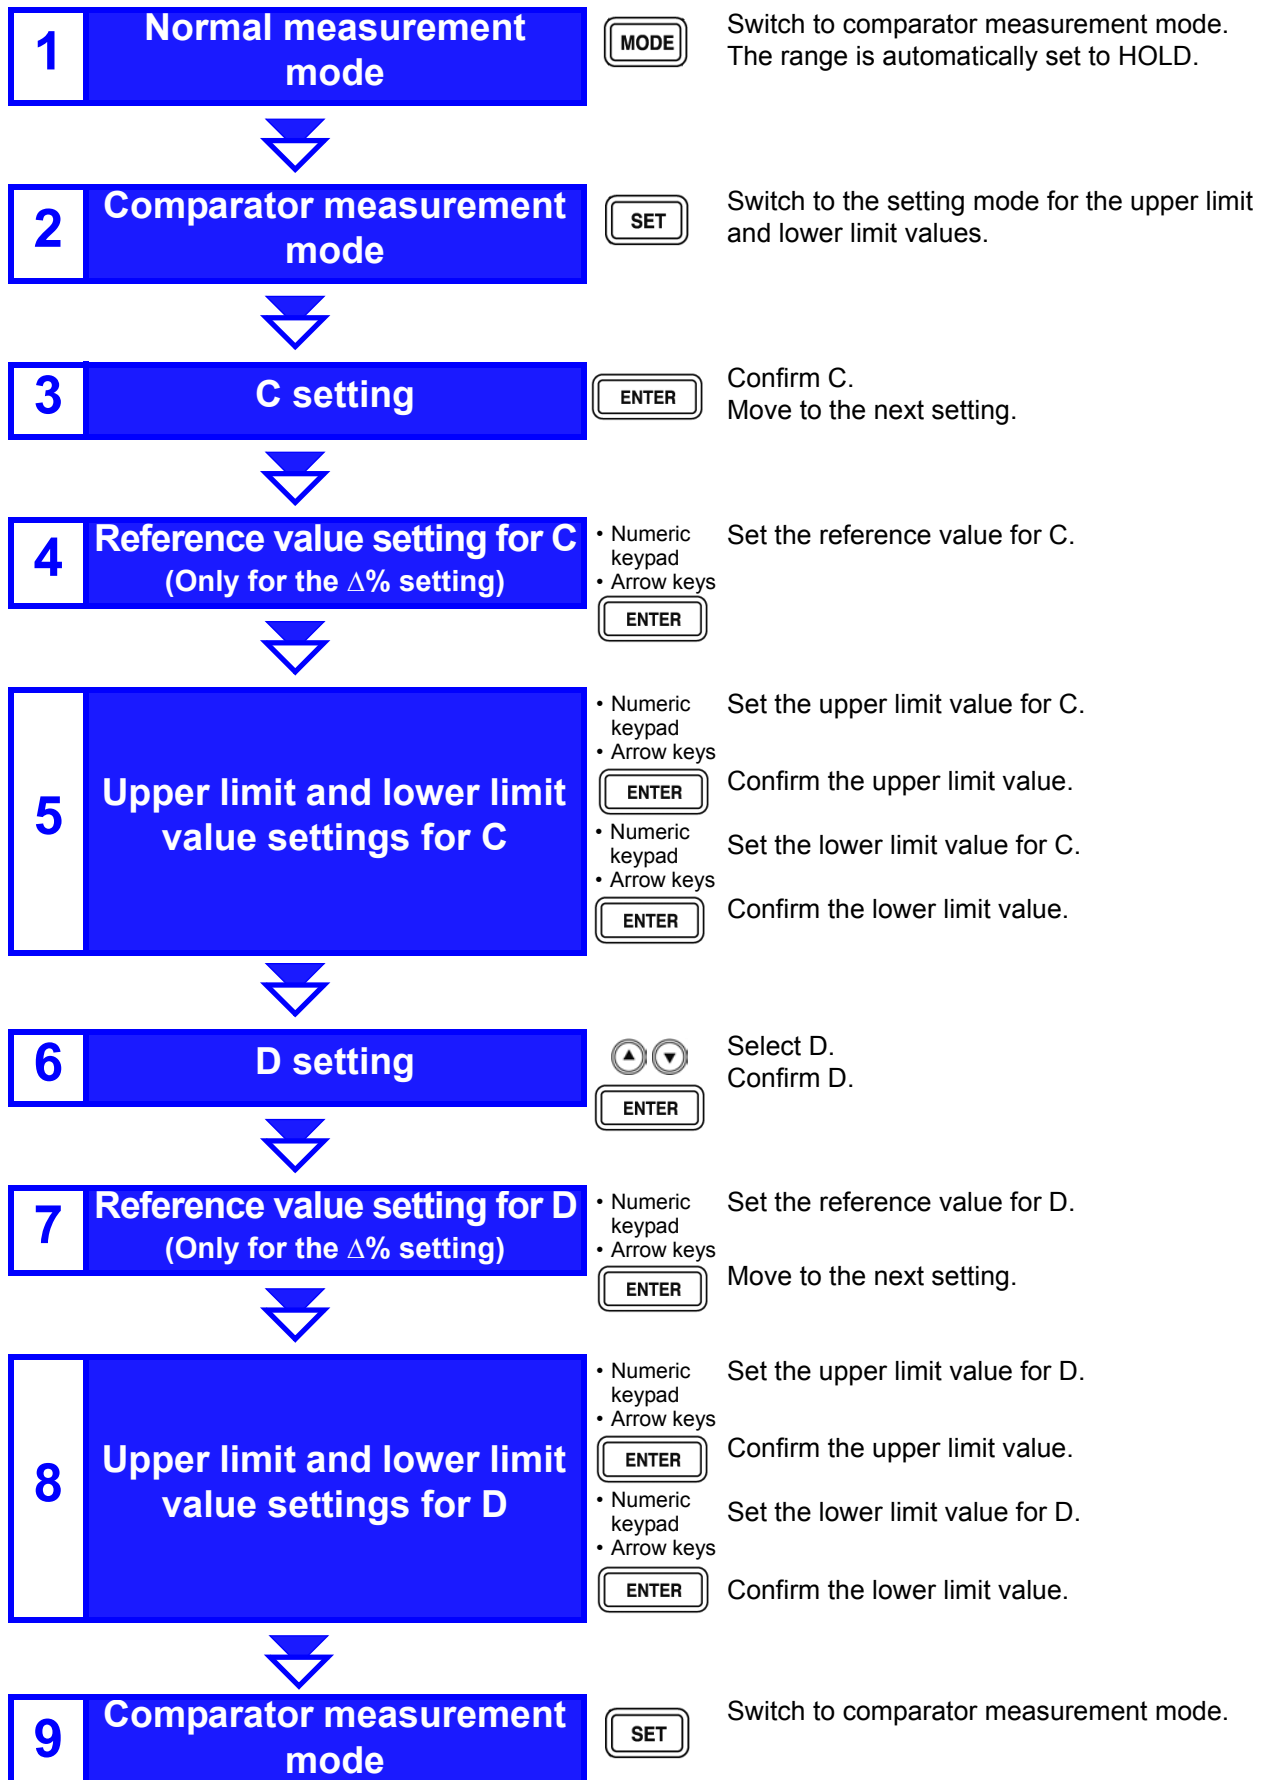 1
Normal measurement
mode
MODE
Switch to comparator measurement mode.
The range is automatically set to HOLD.
2
Comparator measurement
mode
SET
Switch to the setting mode for the upper limit
and lower limit values.
3
C setting
ENTER
Confirm C.
Move to the next setting.
4
Reference value setting for C
(Only for the Δ% setting)
• Numeric
keypad
• Arrow keys
ENTER
Set the reference value for C.
5
Upper limit and lower limit
value settings for C
• Numeric
keypad
• Arrow keys
Set the upper limit value for C.
ENTER
Confirm the upper limit value.
• Numeric
keypad
• Arrow keys
Set the lower limit value for C.
ENTER
Confirm the lower limit value.
6
D setting
Select D.
Confirm D.
ENTER
7
Reference value setting for D
(Only for the Δ% setting)
• Numeric
keypad
• Arrow keys
Set the reference value for D.
ENTER
Move to the next setting.
8
Upper limit and lower limit
value settings for D
• Numeric
keypad
• Arrow keys
Set the upper limit value for D.
ENTER
Confirm the upper limit value.
• Numeric
keypad
• Arrow keys
Set the lower limit value for D.
ENTER
Confirm the lower limit value.
9
Comparator measurement
mode
SET
Switch to comparator measurement mode.